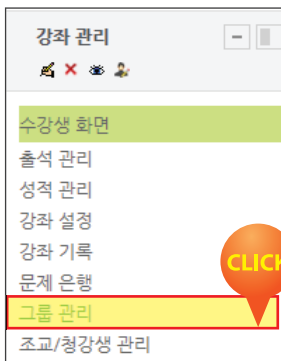 강좌 관리
수강생 화면
출석 관리
성적 관리
강좌 설정
강좌 기록
문제 은행
CLICK
그룹 관리
조교/청강생 관리